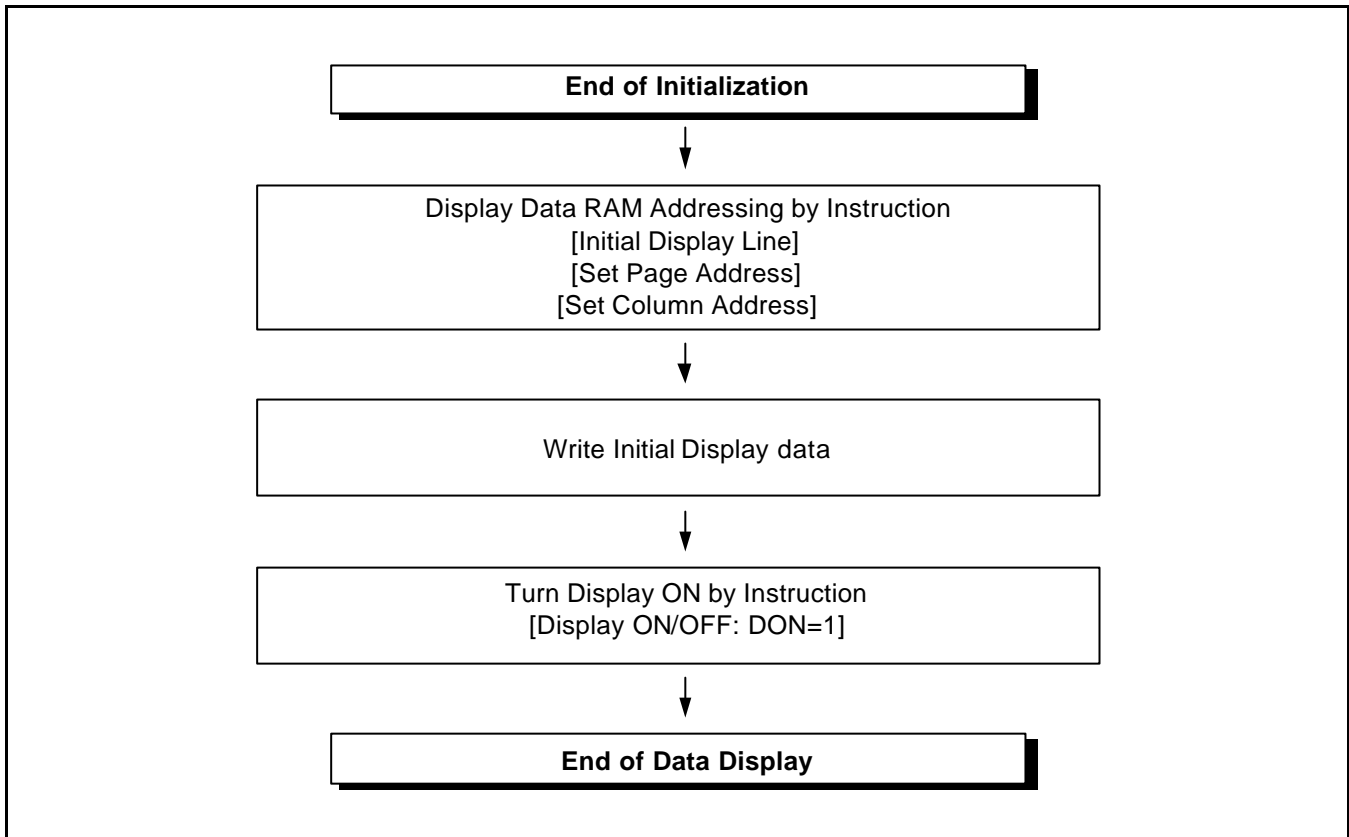 End of Initialization
Display Data RAM Addressing by Instruction
[Initial Display Line]
[Set Page Address]
[Set Column Address]
Write Initial Display data
Turn Display ON by Instruction
[Display ON/OFF: DON=1]
End of Data Display